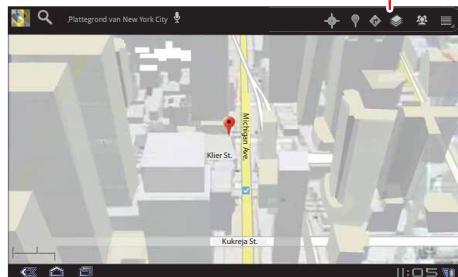 ,Plattegrond van New York City
Michigan Ave.
Klier St.
Kukreja St.
11:05